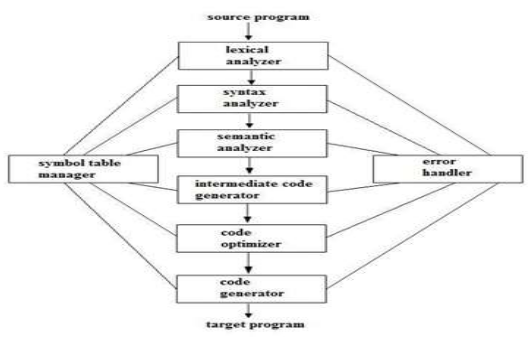 source program
lexical
analyzer
syntax
analyzer
semantic
analyzer
symbol table
manager
error
handler
intermediate code
generator
code
optimizer
code
generator
target program